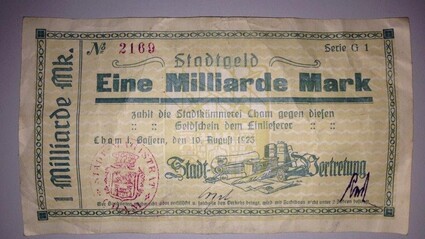 № 2169
Stadtgeld
Serie G 1
Eine Milliarde Mark
zahlt die Stadtkämmerei Cham gegen diesen
:: :: Geldschein dem Einlieferer :: ::
Cham i. Bayern, den 10. August 1923
Stadt Vertretung
1 Milliarde Mk.